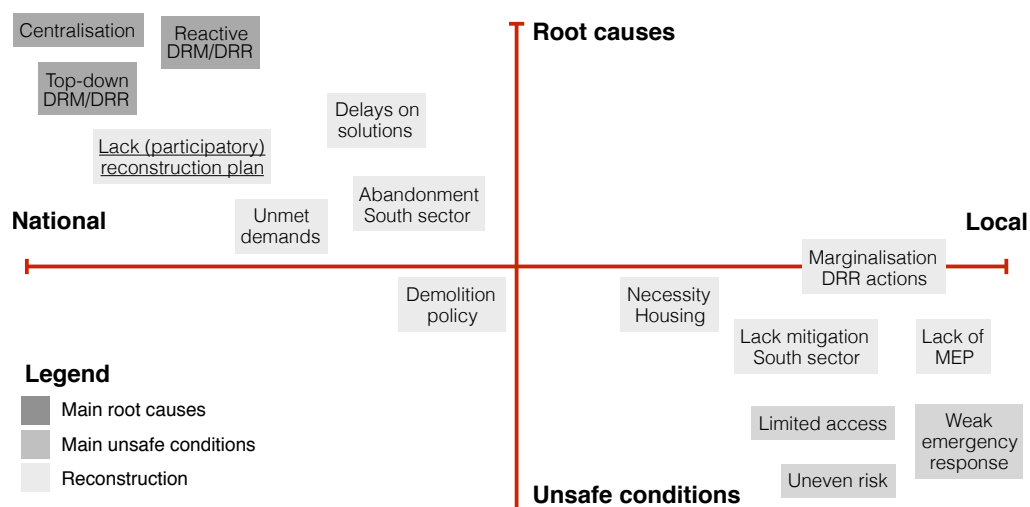 Centralisation
Reactive
DRM/DRR
Root causes
Top-down
DRM/DRR
Delays on
solutions
Lack (participatory)
reconstruction plan
Abandonment
South sector
National
Unmet
demands
Local
Marginalisation
DRR actions
Demolition
policy
Necessity
Housing
Lack mitigation
South sector
Lack of
MEP
Legend
Main root causes
Main unsafe conditions
Reconstruction
Limited access
Weak
emergency
response
Uneven risk
Unsafe conditions